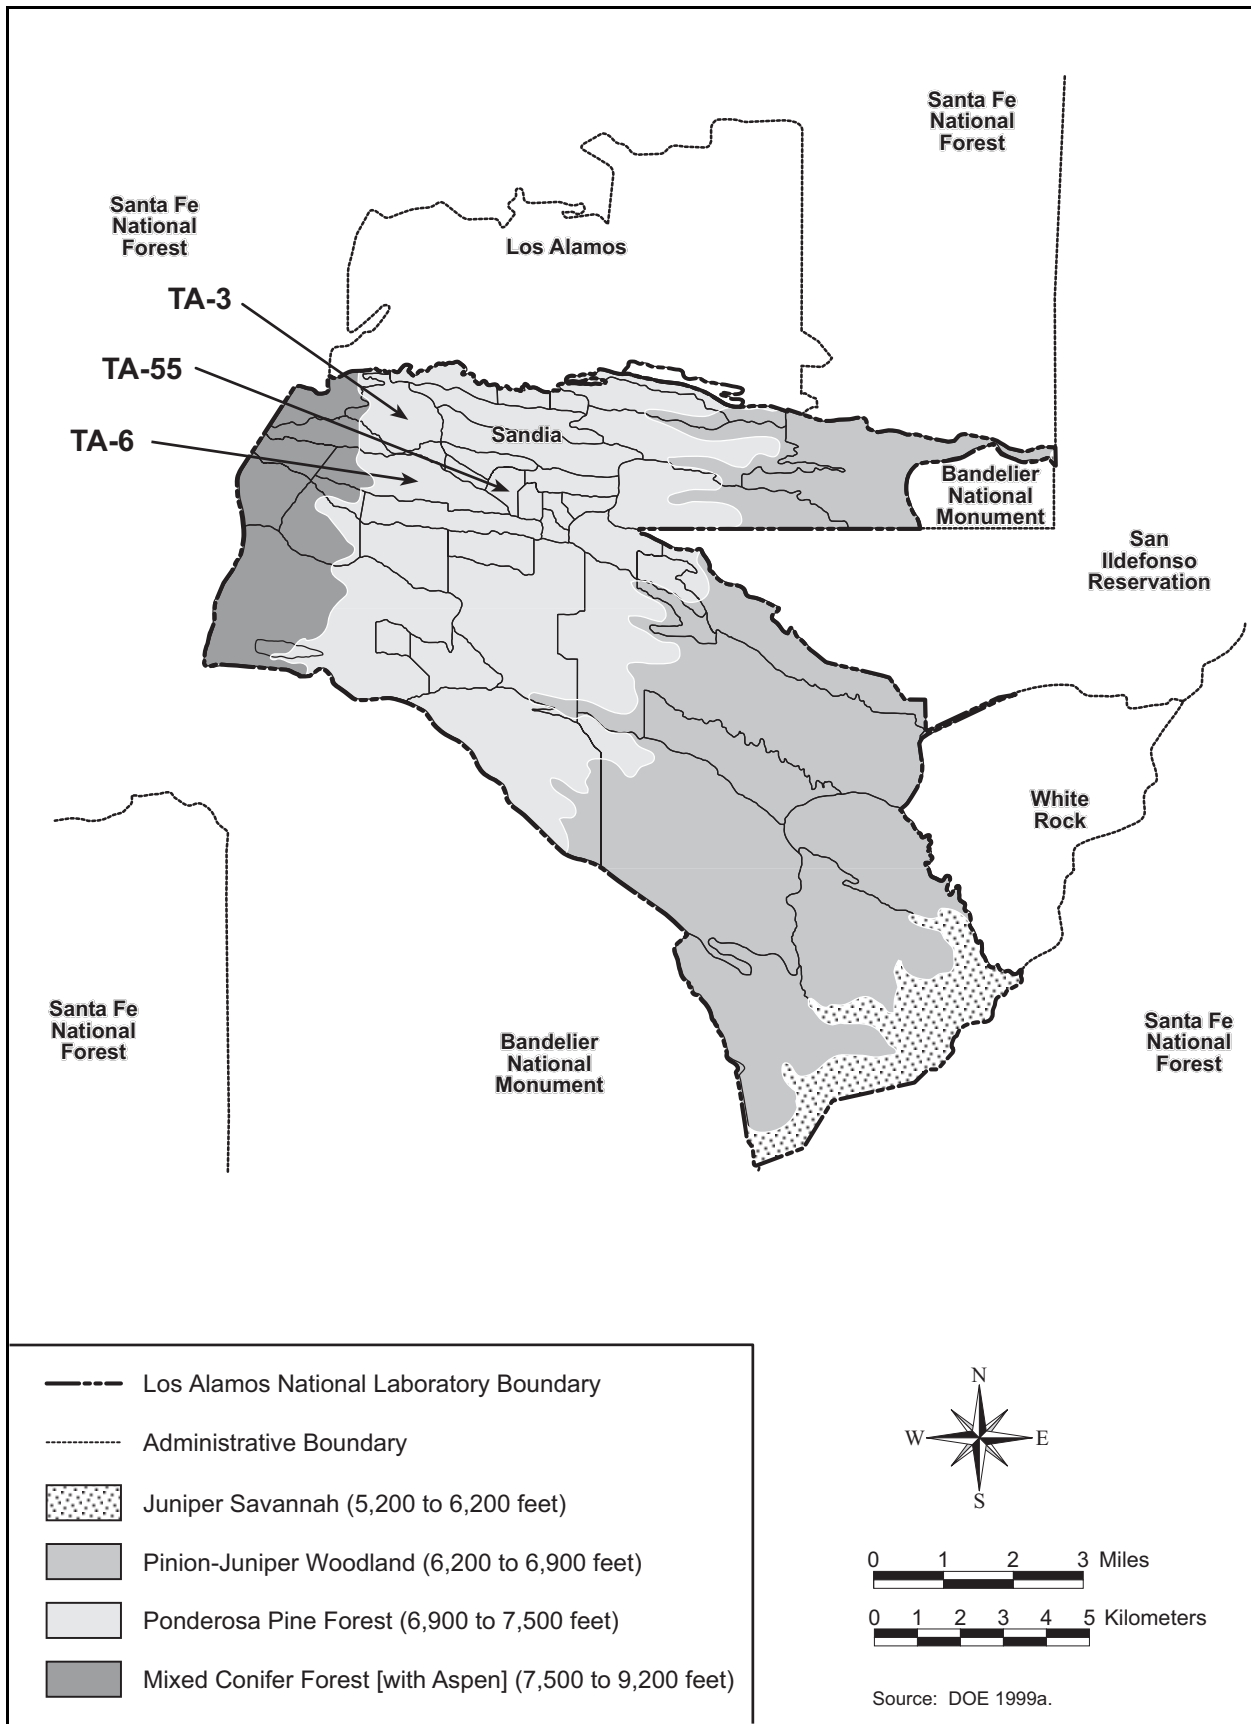 Santa Fe
National
Forest
Santa Fe
National
Forest
Los Alamos
TA-3
TA-55
TA-6
Sandia
Bandelier
National
Monument
San
Ildefonso
Reservation
White
Rock
Santa Fe
National
Forest
Bandelier
National
Monument
Santa Fe
National
Forest
Los Alamos National Laboratory Boundary
Administrative Boundary
Juniper Savannah (5,200 to 6,200 feet)
Pinion-Juniper Woodland (6,200 to 6,900 feet)
Ponderosa Pine Forest (6,900 to 7,500 feet)
Mixed Conifer Forest [with Aspen] (7,500 to 9,200 feet)
N
W E
S
0 1 2 3 Miles
0 1 2 3 4 5 Kilometers
Source: DOE 1999a.